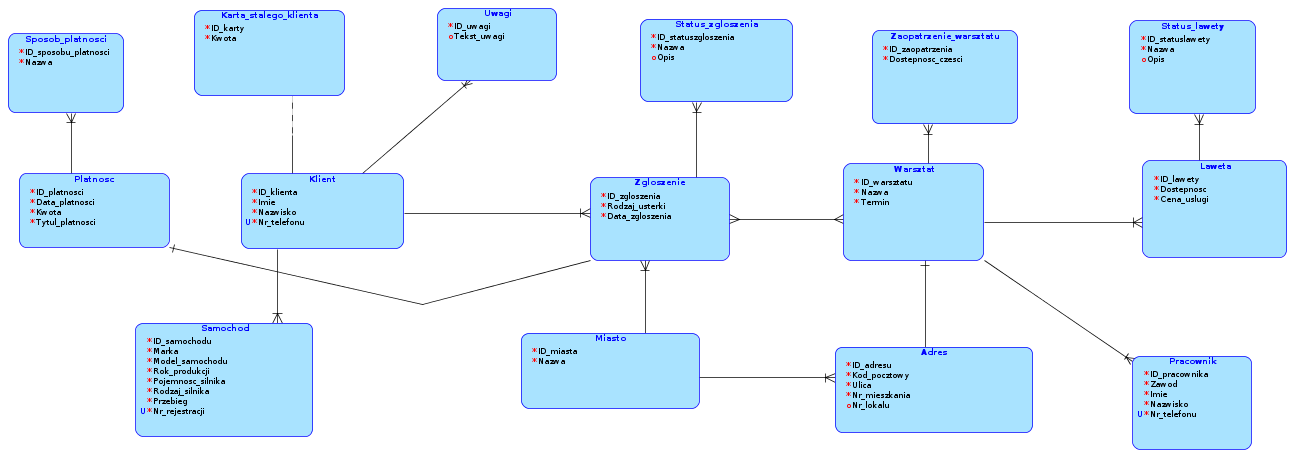 Sposob_platnosci
*ID_sposobu_platnosci
*Nazwa
Karta_stalego_klienta
*ID_karty
*Kwota
Uwagi
*ID_uwagi
oTekst_uwagi
Status_zgloszenia
*ID_statuszgloszenia
*Nazwa
oOpis
Zaopatrzenie_warsztatu
*ID_zaopatrzenia
*Dostepnosc_czesci
Status_lawety
*ID_statuslawety
*Nazwa
oOpis
Platnosc
*ID_platnosci
*Data_platnosci
*Kwota
*Tytul_platnosci
Klient
*ID_klienta
*Imie
*Nazwisko
U*Nr_telefonu
Zgloszenie
*ID_zgloszenia
*Rodzaj_usterki
*Data_zgloszenia
Warsztat
*ID_warsztatu
*Nazwa
*Termin
Laweta
*ID_lawety
*Dostepnosc
*Cena_uslugi
Samochod
*ID_samochodu
*Marka
*Model_samochodu
*Rok_produkcji
*Pojemnosc_silnika
*Rodzaj_silnika
*Przebieg
U*Nr_rejestracji
Miasto
*ID_miasta
*Nazwa
Adres
*ID_adresu
*Kod_pocztowy
*Ulica
*Nr_mieszkania
oNr_lokalu
Pracownik
*ID_pracownika
*Zawod
*Imie
*Nazwisko
U*Nr_telefonu